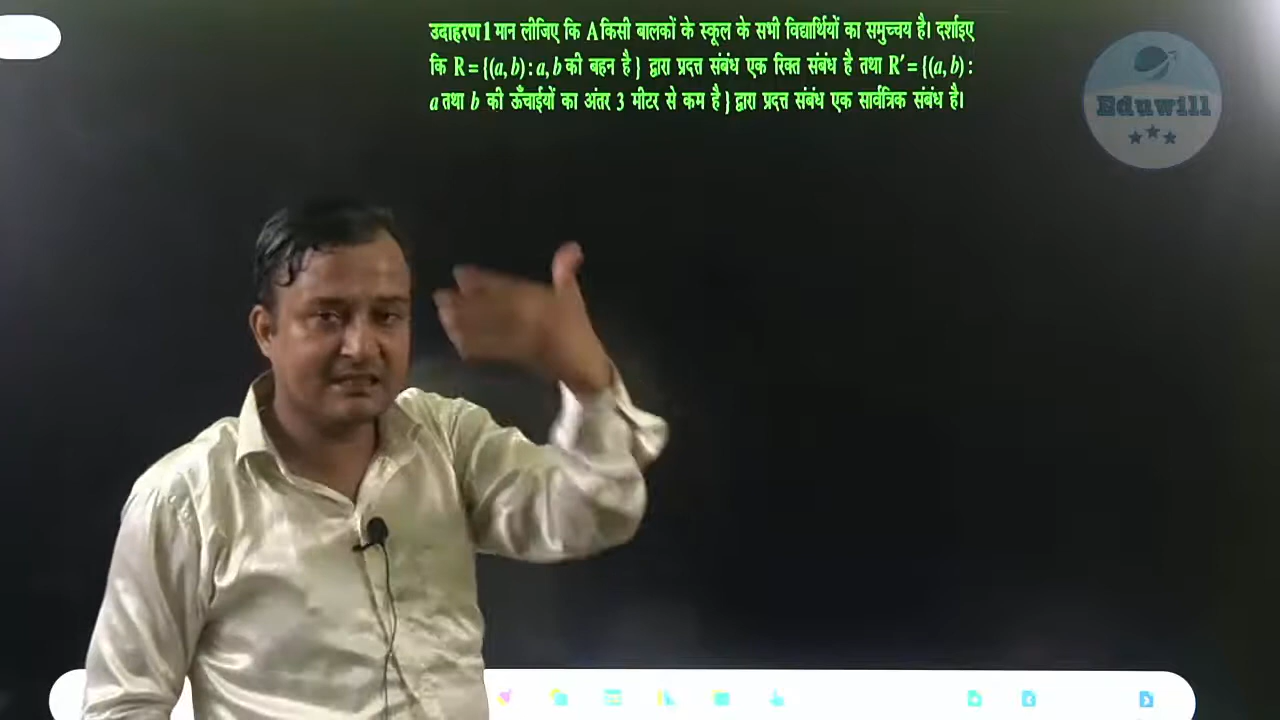 उदाहरण 1 मान लीजिए कि A किसी बालकों के स्कूल के सभी विद्यार्थियों का समुच्चय है। दर्शाइए
कि R = {(a, b) : a, b की बहन है } द्वारा प्रदत्त संबंध एक रिक्त संबंध है तथा R′ = {(a, b) :
a तथा b की ऊँचाईयों का अंतर 3 मीटर से कम है } द्वारा प्रदत्त संबंध एक सार्वत्रिक संबंध है।
Eduwill